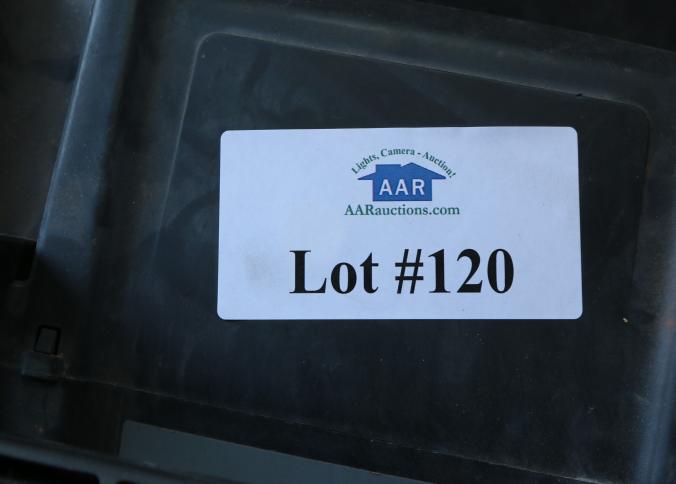 Lights, Camera - Auction!
AAR
AARauctions.com
Lot #120